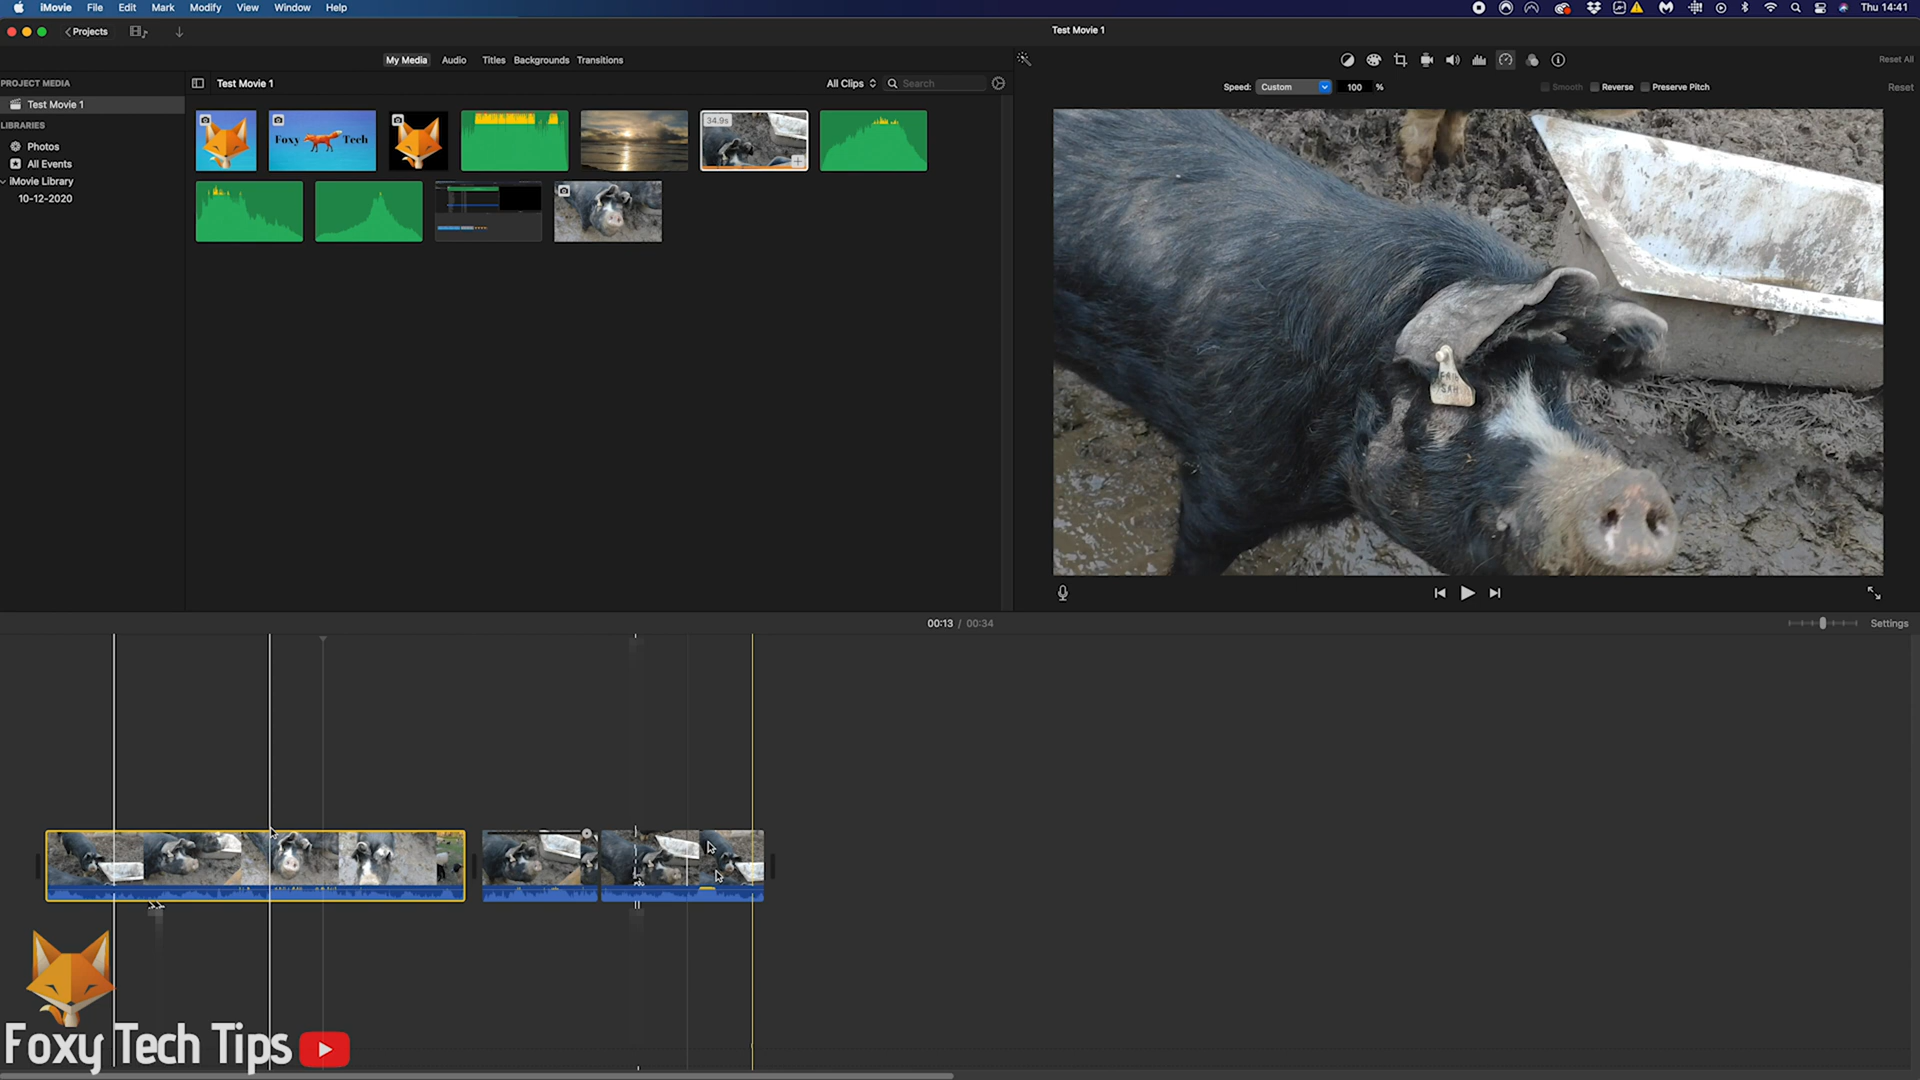 iMovie File Edit Mark Modify View Window Help
Thu 14:41
Projects
Test Movie 1
My Media Audio Titles Backgrounds Transitions
Reset All
PROJECT MEDIA
Test Movie 1
All Clips
Search
Speed: Custom 100 %
Smooth Reverse Preserve Pitch
Reset
Test Movie 1
LIBRARIES
Photos
All Events
iMovie Library
10-12-2020
Foxy Tech
34.9s
00:13 / 00:34
Settings
Foxy Tech Tips